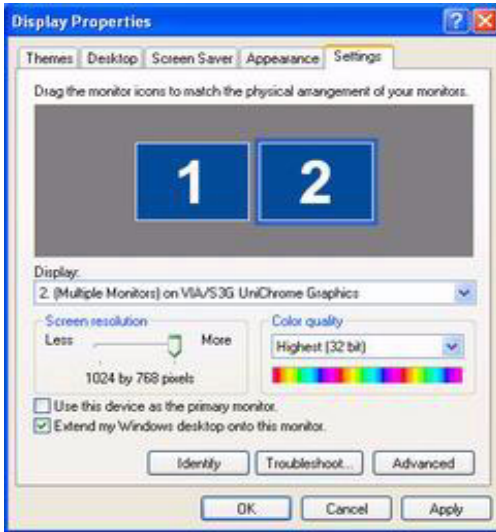 Display Properties
Themes Desktop Screen Saver Appearance Settings
Drag the monitor icons to match the physical arrangement of your monitors.
1 2
Display:
2. (Multiple Monitors) on VIA/S3G UniChrome Graphics
Screen resolution
Less More
1024 by 768 pixels
Color quality
Highest (32 bit)
Use this device as the primary monitor.
Extend my Windows desktop onto this monitor.
Identify Troubleshoot... Advanced
OK Cancel Apply